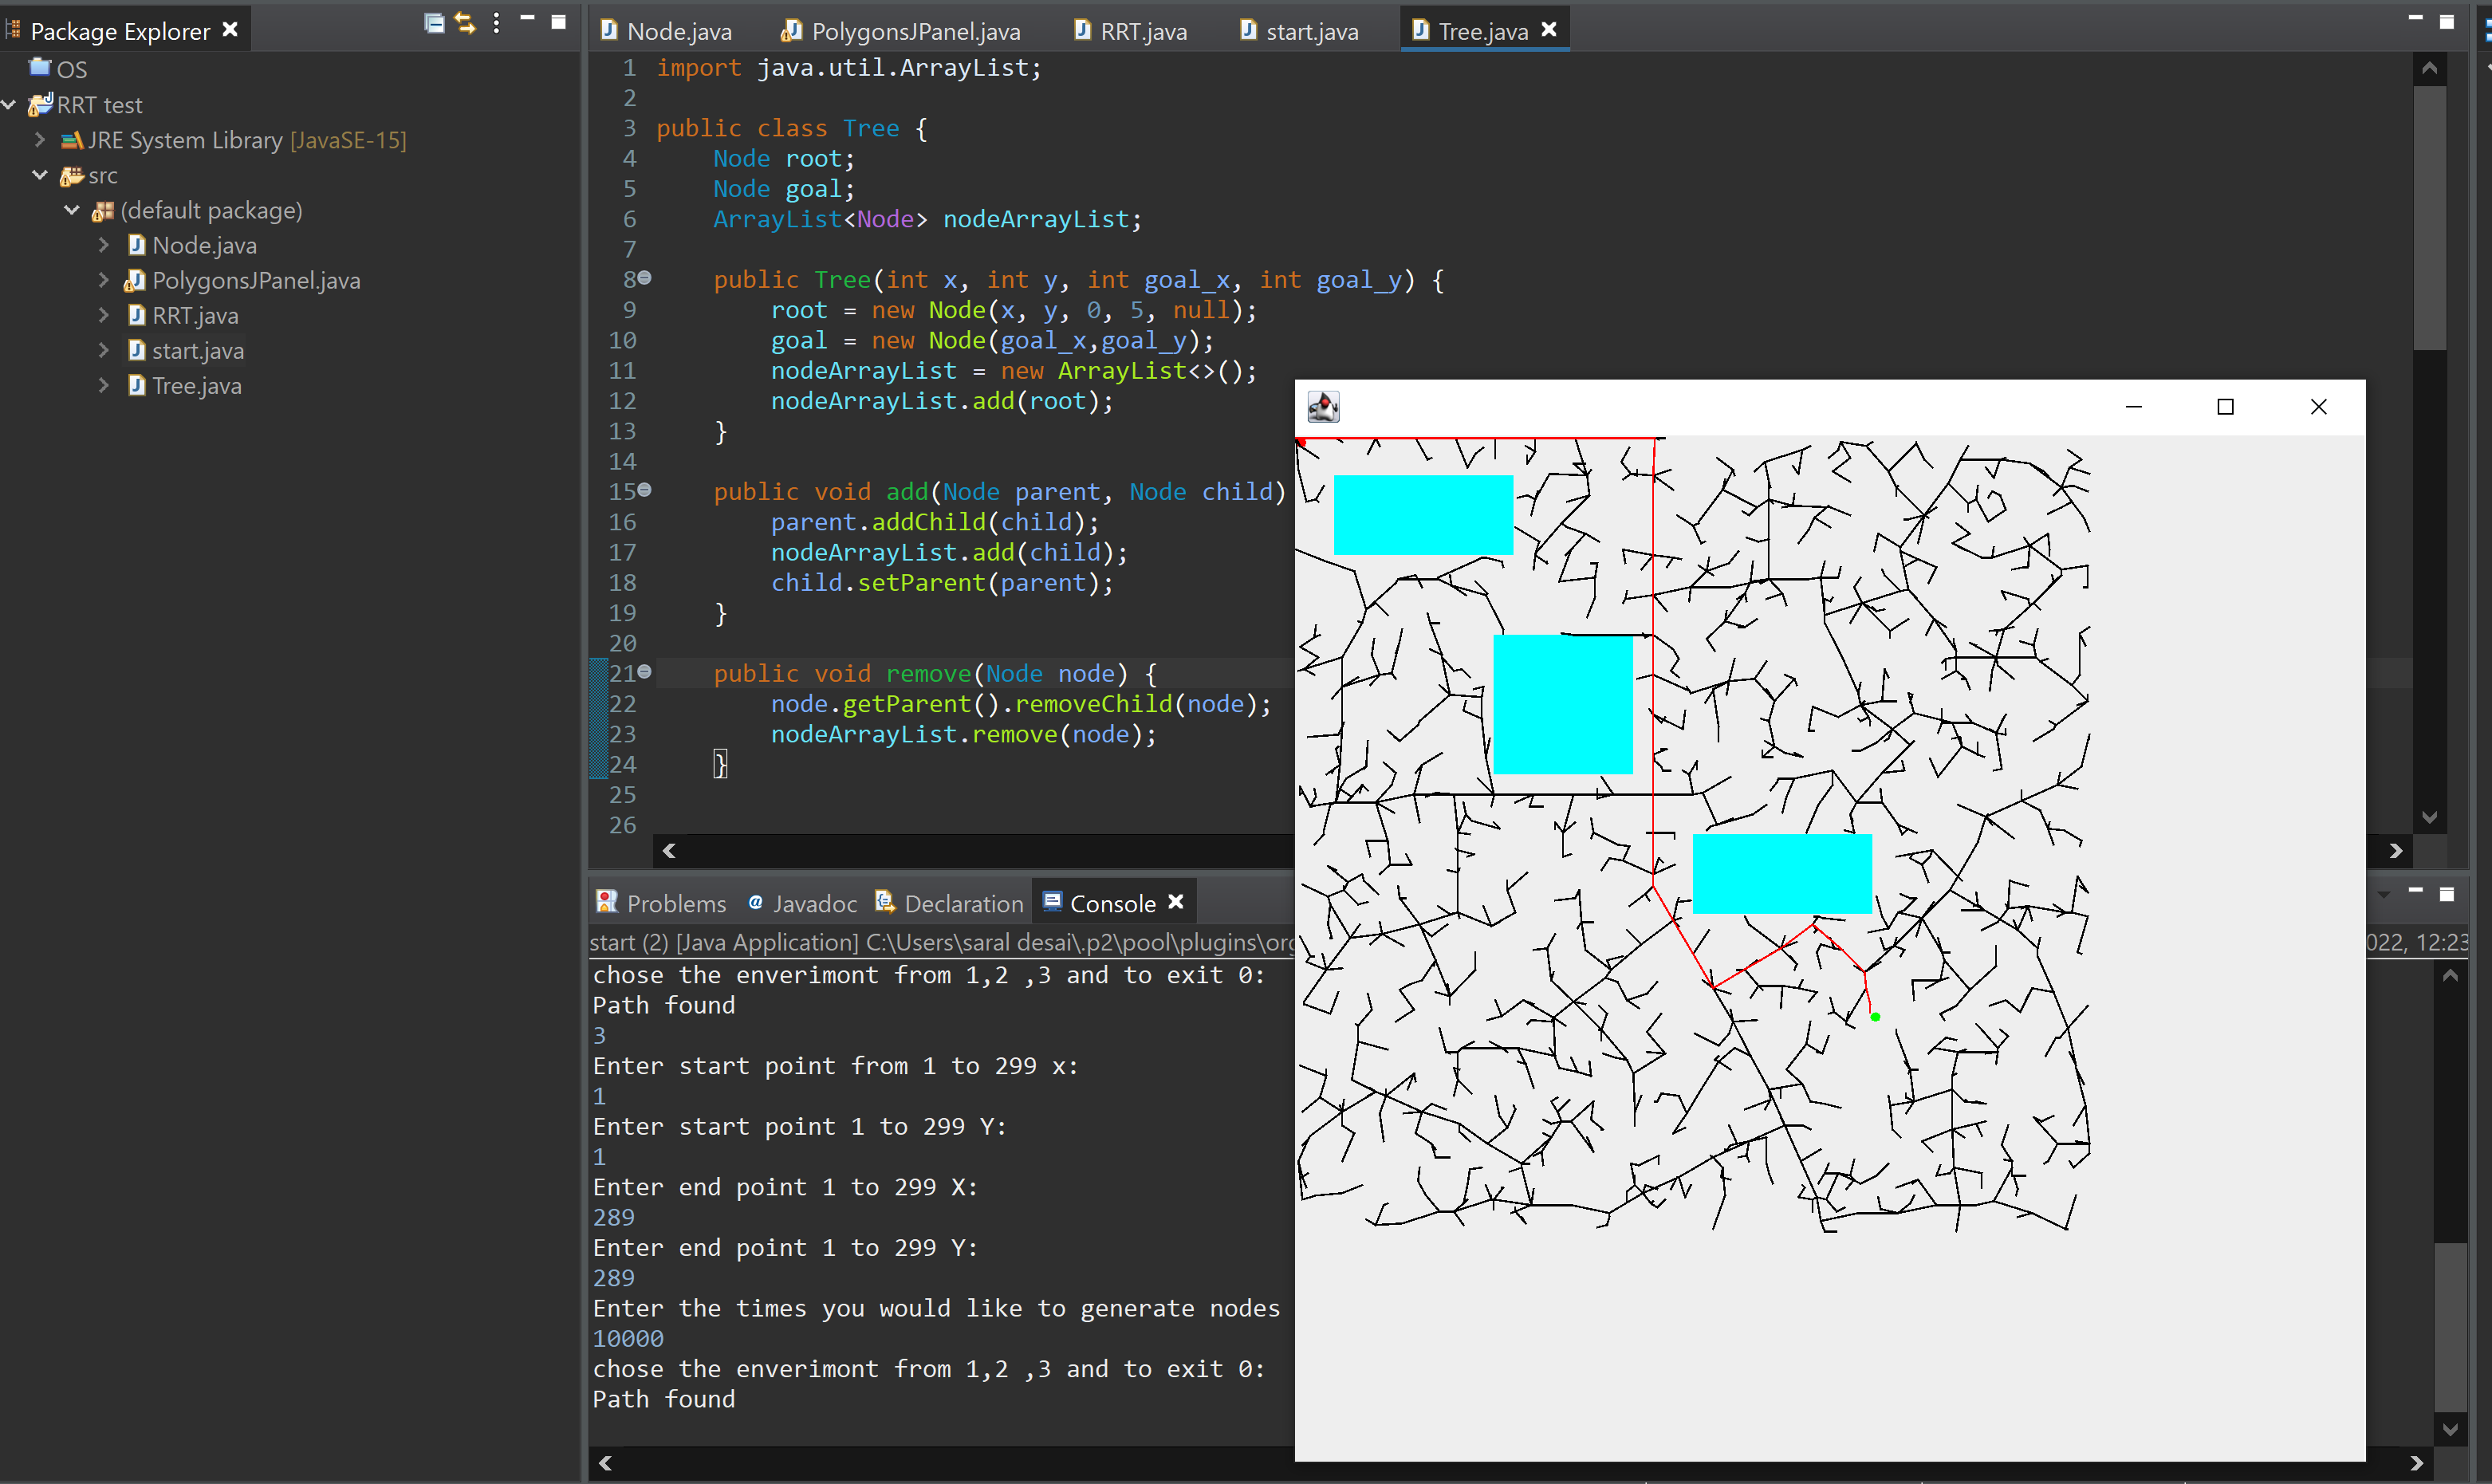 Package Explorer
OS
RRT test
JRE System Library [JavaSE-15]
src
(default package)
Node.java
PolygonsJPanel.java
RRT.java
start.java
Tree.java
Node.java PolygonsJPanel.java RRT.java start.java Tree.java
1 import java.util.ArrayList;
2
3 public class Tree {
4 Node root;
5 Node goal;
6 ArrayList<Node> nodeArrayList;
7
8 public Tree(int x, int y, int goal_x, int goal_y) {
9 root = new Node(x, y, 0, 5, null);
10 goal = new Node(goal_x,goal_y);
11 nodeArrayList = new ArrayList<>();
12 nodeArrayList.add(root);
13 }
14
15 public void add(Node parent, Node child)
16 parent.addChild(child);
17 nodeArrayList.add(child);
18 child.setParent(parent);
19 }
20
21 public void remove(Node node) {
22 node.getParent().removeChild(node);
23 nodeArrayList.remove(node);
24 }
25
26
Problems Javadoc Declaration Console
start (2) [Java Application] C:\Users\saral desai\.p2\pool\plugins\org 022, 12:23
chose the enverimont from 1,2 ,3 and to exit 0:
Path found
3
Enter start point from 1 to 299 x:
1
Enter start point 1 to 299 Y:
1
Enter end point 1 to 299 X:
289
Enter end point 1 to 299 Y:
289
Enter the times you would like to generate nodes
10000
chose the enverimont from 1,2 ,3 and to exit 0:
Path found